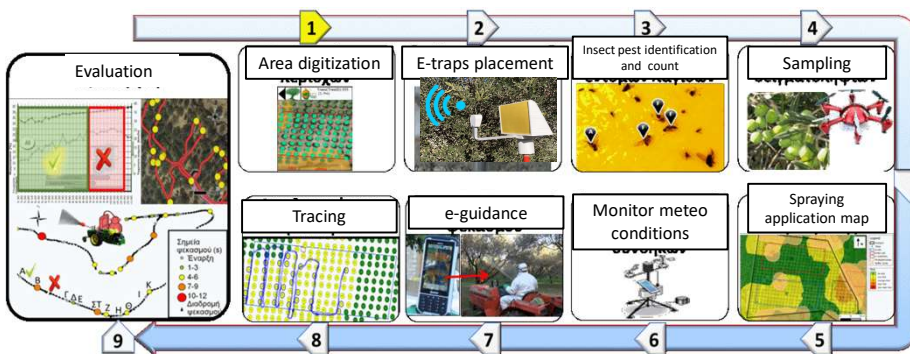 1
2
3
4
Evaluation
Area digitization
E-traps placement
Insect pest identification
and count
Sampling
Tracing
e-guidance
Monitor meteo
conditions
Spraying
application map
Σημεία
ψεκασμού (s)
Έναρξη
1-3
4-6
7-9
10-12
Διαδρομή
ψεκασμού
Α
Β
Γ Δ Ε
ΣΤ
Ζ
Η
Θ
Ι
Κ
9
8
7
6
5